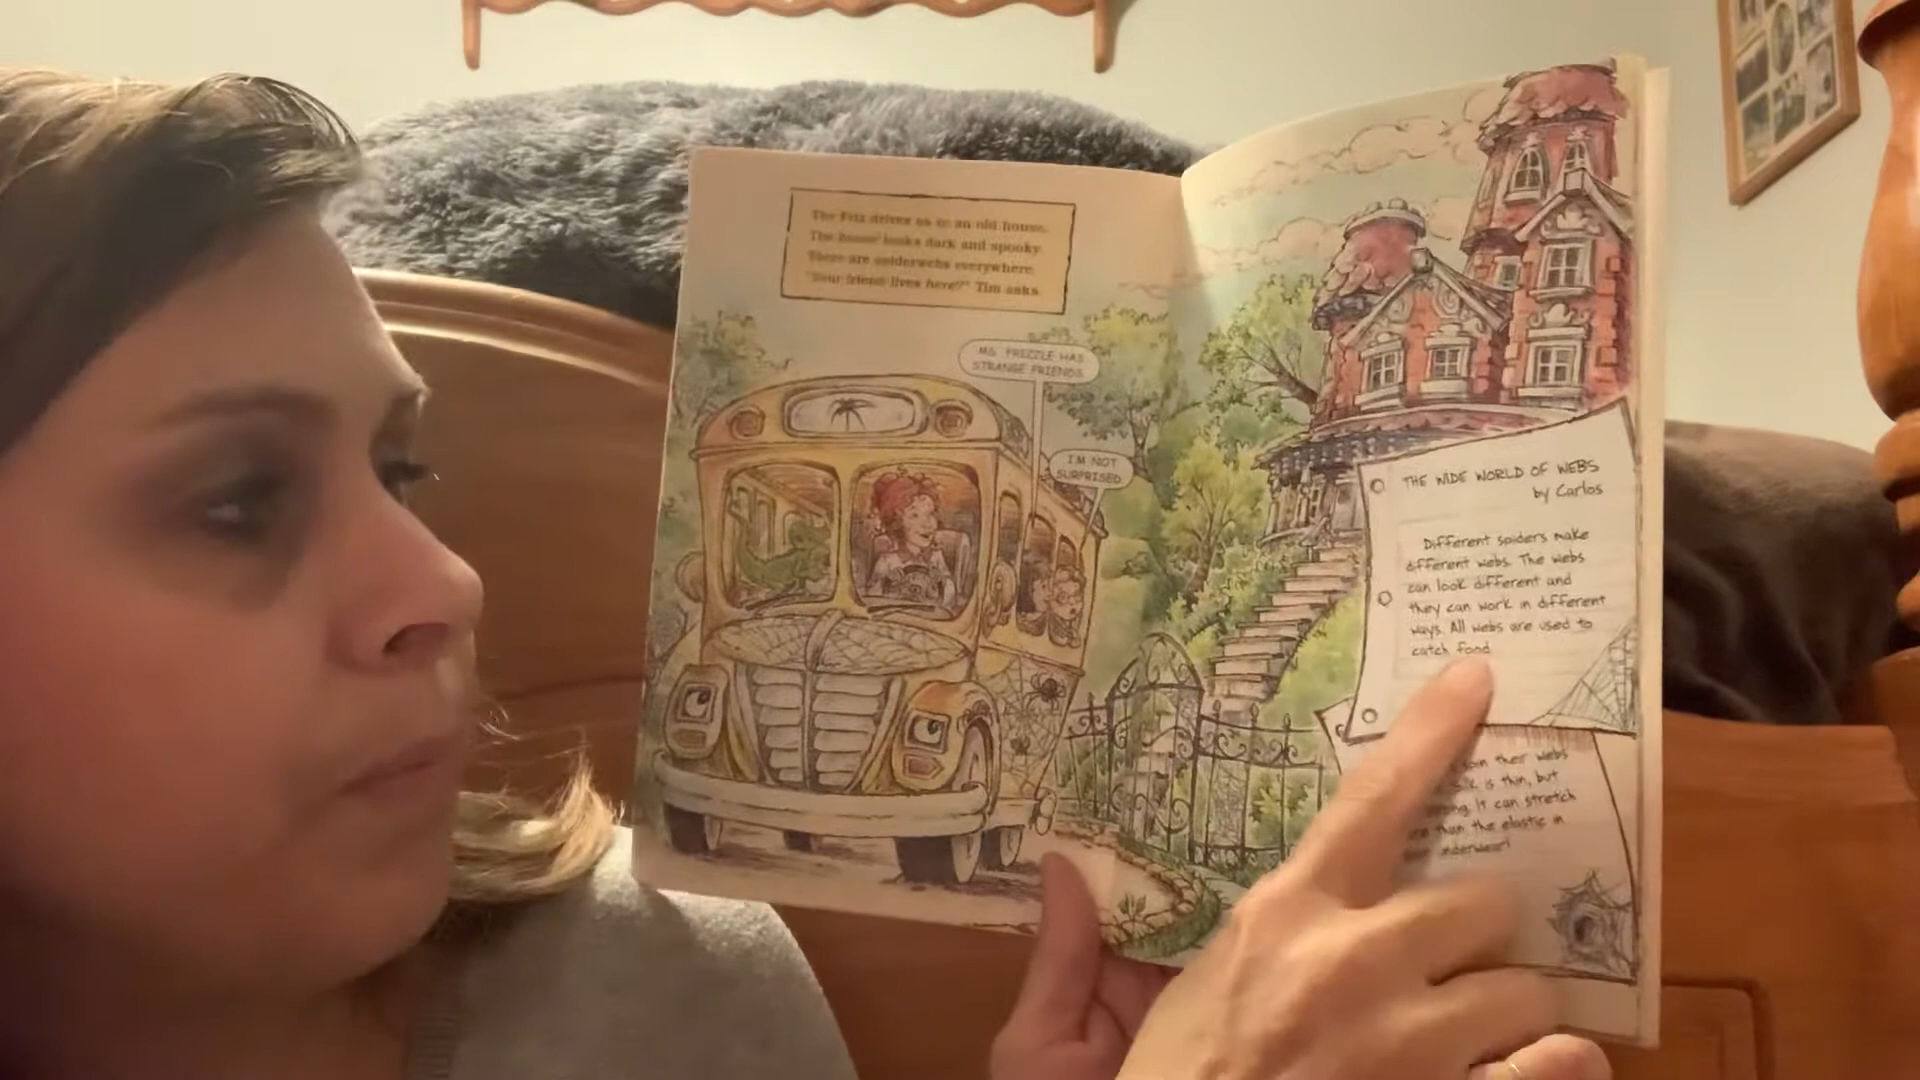 The Friz drives us to an old house.
The house looks dark and spooky.
There are spiderwebs everywhere.
"Your friend lives here?" Tim asks.
MS. FRIZZLE HAS
STRANGE FRIENDS.
I'M NOT
SURPRISED.
THE WIDE WORLD OF WEBS
by Carlos
Different spiders make
different webs. The webs
can look different and
they can work in different
ways. All webs are used to
catch food.
their webs
is thin, but
It can stretch
than the elastic in
underwear!